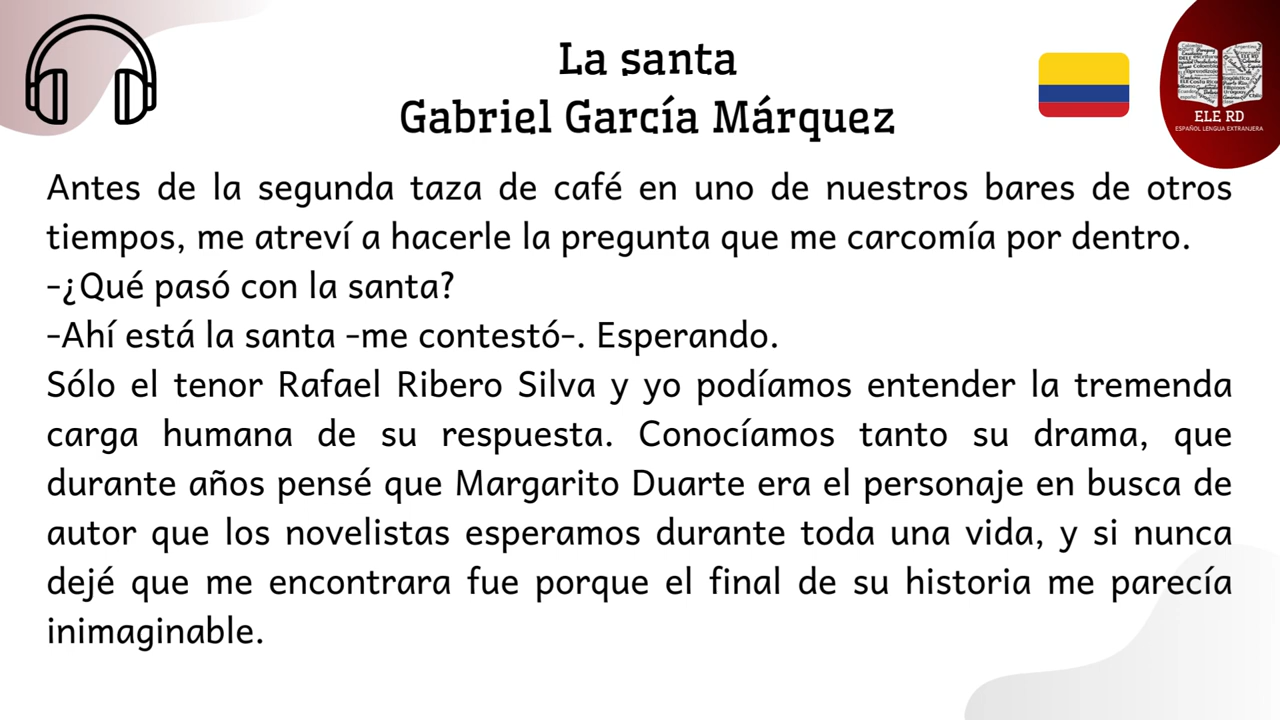 La santa
Gabriel García Márquez
ELE RD
ESPAÑOL LENGUA EXTRANJERA
Antes de la segunda taza de café en uno de nuestros bares de otros
tiempos, me atreví a hacerle la pregunta que me carcomía por dentro.
-¿Qué pasó con la santa?
-Ahí está la santa -me contestó-. Esperando.
Sólo el tenor Rafael Ribero Silva y yo podíamos entender la tremenda
carga humana de su respuesta. Conocíamos tanto su drama, que
durante años pensé que Margarito Duarte era el personaje en busca de
autor que los novelistas esperamos durante toda una vida, y si nunca
dejé que me encontrara fue porque el final de su historia me parecía
inimaginable.